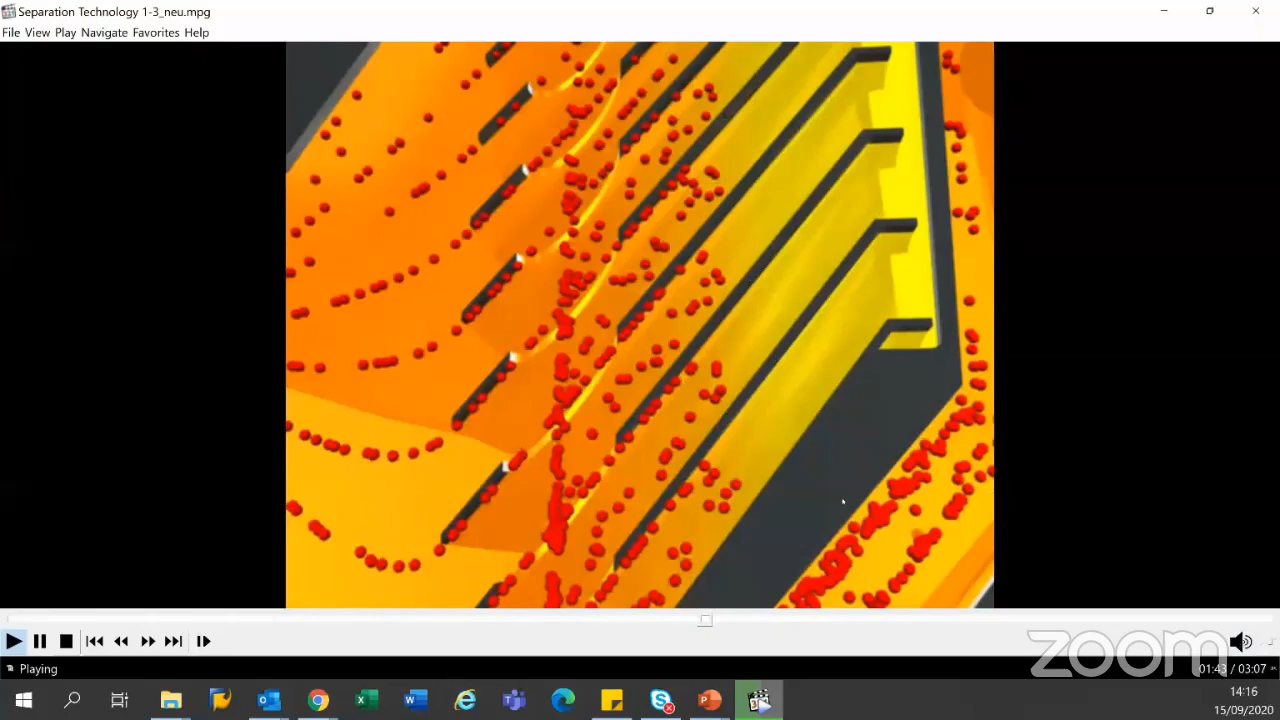 Separation Technology 1-3_neu.mpg
File View Play Navigate Favorites Help
Playing
zoom
01:43 / 03:07
14:16
15/09/2020